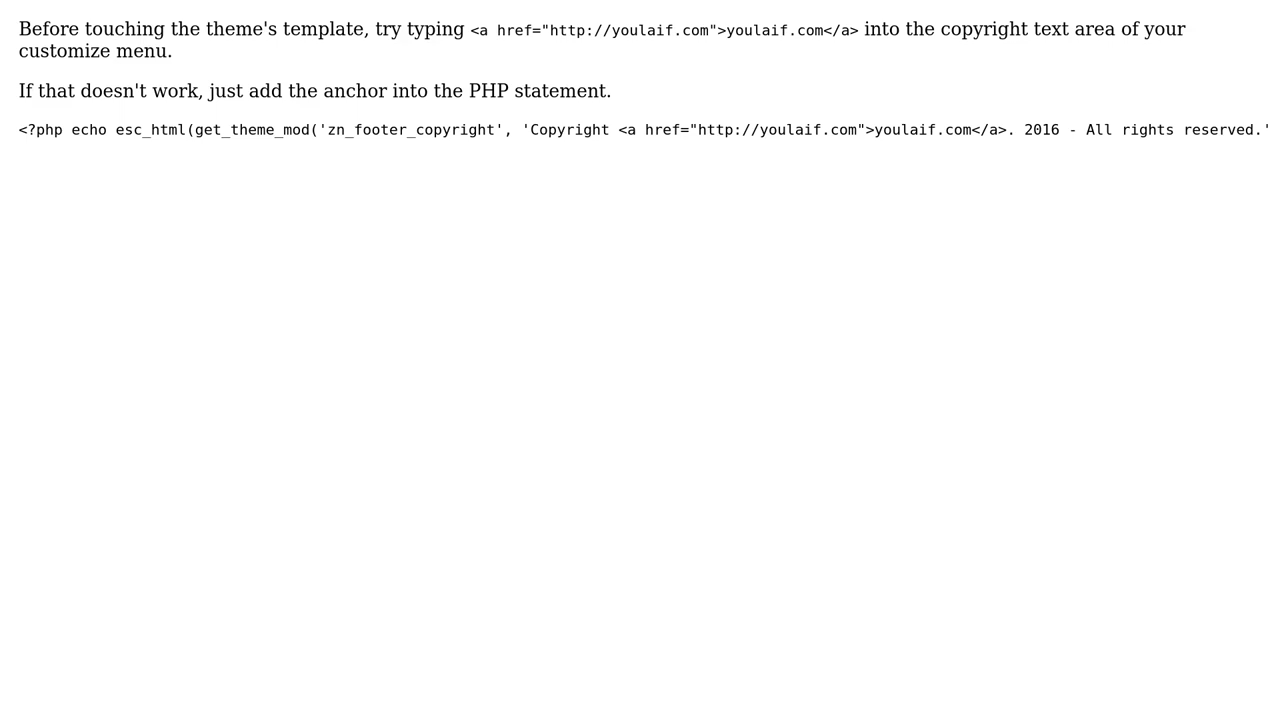 Before touching the theme's template, try typing <a href="http://youlaif.com">youlaif.com</a> into the copyright text area of your
customize menu.
If that doesn't work, just add the anchor into the PHP statement.
<?php echo esc_html(get_theme_mod('zn_footer_copyright', 'Copyright <a href="http://youlaif.com">youlaif.com</a>. 2016 - All rights reserved.'